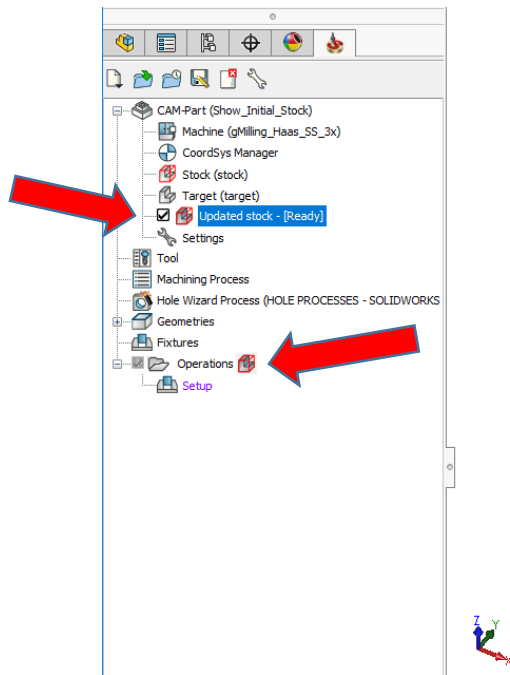 CAM-Part (Show_Initial_Stock)
Machine (gMilling_Haas_SS_3x)
CoordSys Manager
Stock (stock)
Target (target)
Updated stock - [Ready]
Settings
Tool
Machining Process
Hole Wizard Process (HOLE PROCESSES - SOLIDWORKS
Geometries
Fixtures
Operations
Setup
Z
Y
X